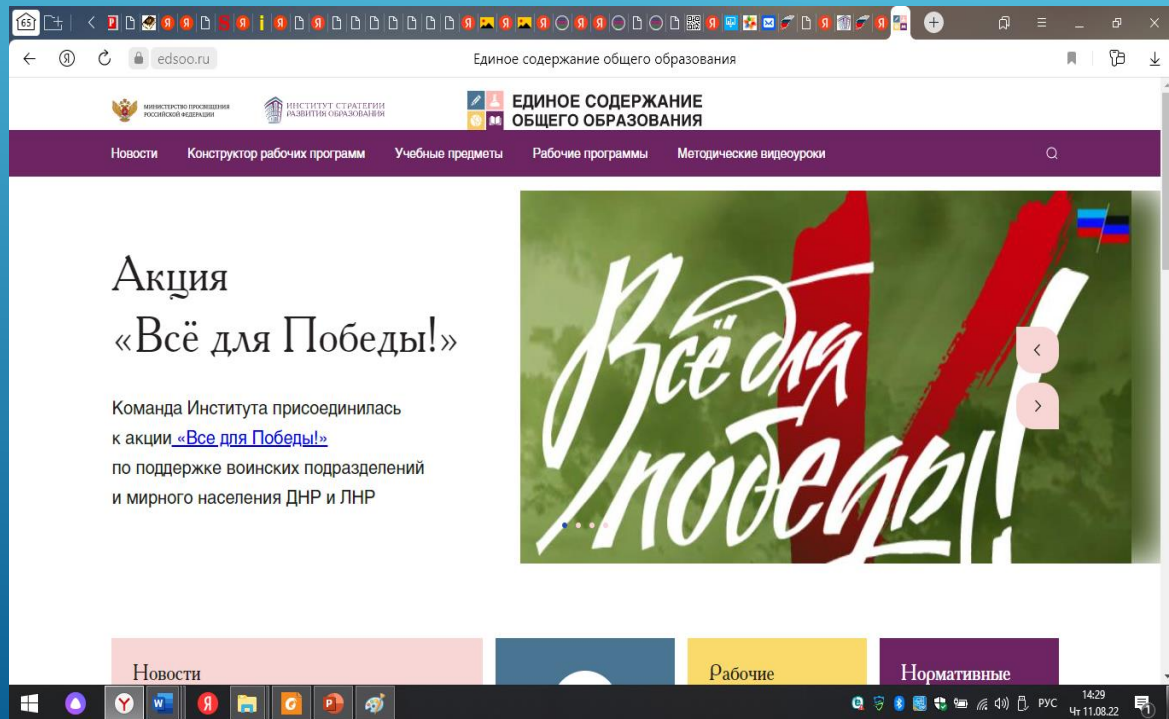 65
edsoo.ru
Единое содержание общего образования
МИНИСТЕРСТВО ПРОСВЕЩЕНИЯ
РОССИЙСКОЙ ФЕДЕРАЦИИ
ИНСТИТУТ СТРАТЕГИИ
РАЗВИТИЯ ОБРАЗОВАНИЯ
ЕДИНОЕ СОДЕРЖАНИЕ
ОБЩЕГО ОБРАЗОВАНИЯ
Новости Конструктор рабочих программ Учебные предметы Рабочие программы Методические видеоуроки
Акция
«Всё для Победы!»
Команда Института присоединилась
к акции «Все для Победы!»
по поддержке воинских подразделений
и мирного населения ДНР и ЛНР
Всё для
победы!
Новости
Рабочие
Нормативные
РУС
14:29
Чт 11.08.22